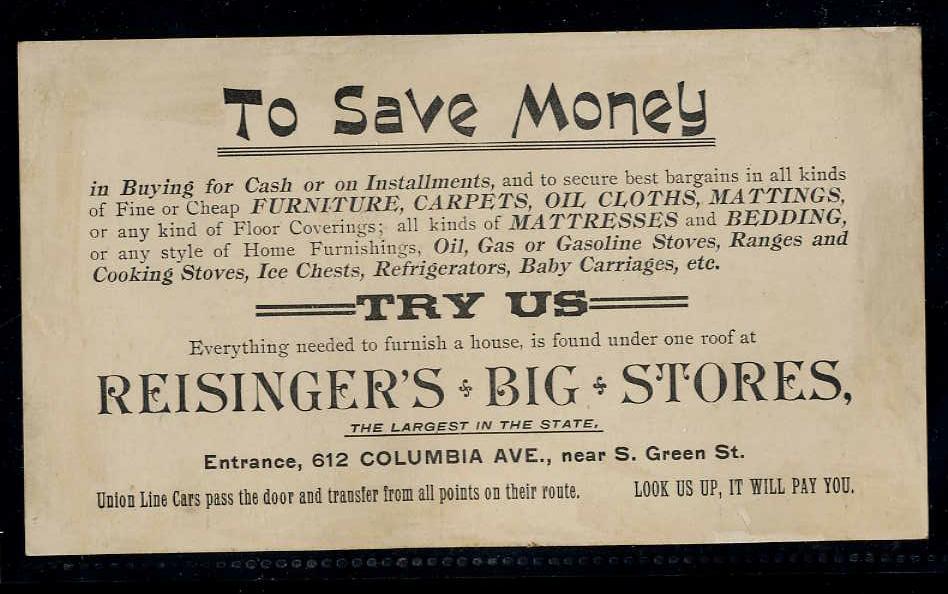 To Save Money
in Buying for Cash or on Installments, and to secure best bargains in all kinds
of Fine or Cheap FURNITURE, CARPETS, OIL CLOTHS, MATTINGS,
or any kind of Floor Coverings; all kinds of MATTRESSES and BEDDING,
or any style of Home Furnishings, Oil, Gas or Gasoline Stoves, Ranges and
Cooking Stoves, Ice Chests, Refrigerators, Baby Carriages, etc.
TRY US
Everything needed to furnish a house, is found under one roof at
REISINGER'S BIG STORES,
THE LARGEST IN THE STATE.
Entrance, 612 COLUMBIA AVE., near S. Green St.
Union Line Cars pass the door and transfer from all points on their route. LOOK US UP, IT WILL PAY YOU.